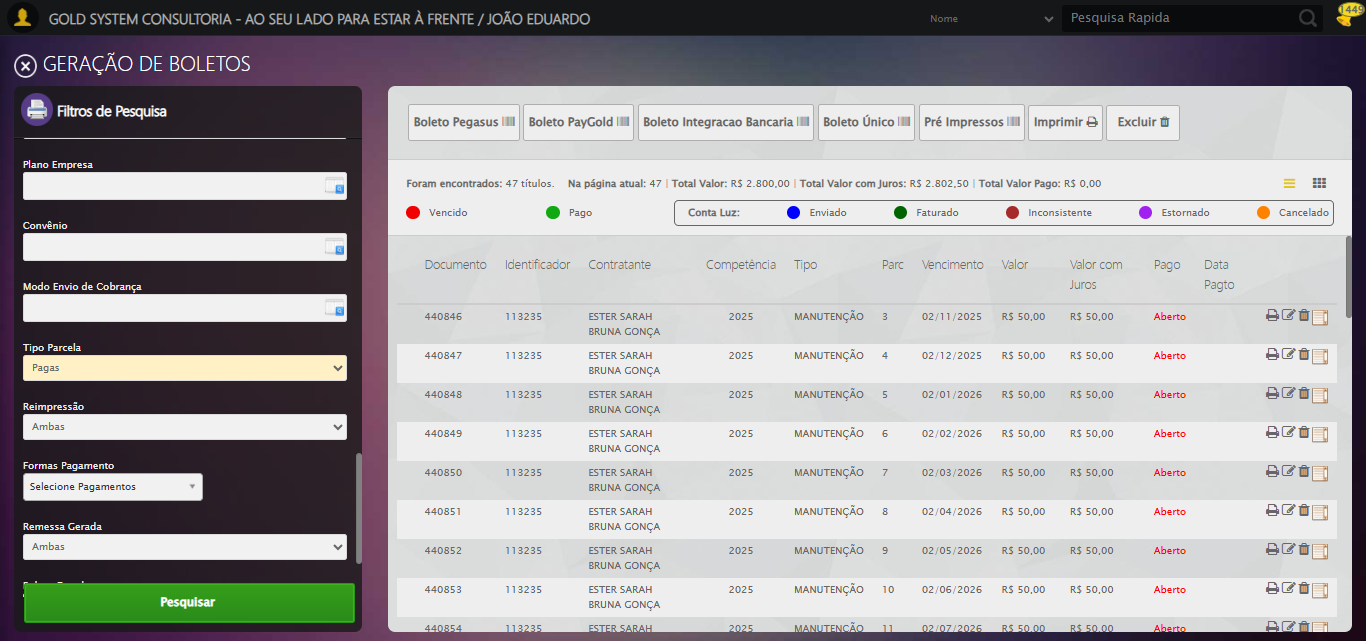 GOLD SYSTEM CONSULTORIA - AO SEU LADO PARA ESTAR À FRENTE / JOÃO EDUARDO
Nome
Pesquisa Rapida
1449
GERAÇÃO DE BOLETOS
Filtros de Pesquisa
Plano Empresa
Convênio
Modo Envio de Cobrança
Tipo Parcela
Pagas
Reimpressão
Ambas
Formas Pagamento
Selecione Pagamentos
Remessa Gerada
Ambas
Pesquisar
Boleto Pegasus Boleto PayGold Boleto Integracao Bancaria Boleto Único Pré Impressos Imprimir Excluir
Foram encontrados: 47 títulos. Na página atual: 47 | Total Valor: R$ 2.800,00 | Total Valor com Juros: R$ 2.802,50 | Total Valor Pago: R$ 0,00
Vencido Pago Conta Luz: Enviado Faturado Inconsistente Estornado Cancelado
Documento Identificador Contratante Competência Tipo Parc Vencimento Valor Valor com Pago Data
Juros Pagto
440846 113235 ESTER SARAH 2025 MANUTENÇÃO 3 02/11/2025 R$ 50,00 R$ 50,00 Aberto
BRUNA GONÇA
440847 113235 ESTER SARAH 2025 MANUTENÇÃO 4 02/12/2025 R$ 50,00 R$ 50,00 Aberto
BRUNA GONÇA
440848 113235 ESTER SARAH 2025 MANUTENÇÃO 5 02/01/2026 R$ 50,00 R$ 50,00 Aberto
BRUNA GONÇA
440849 113235 ESTER SARAH 2025 MANUTENÇÃO 6 02/02/2026 R$ 50,00 R$ 50,00 Aberto
BRUNA GONÇA
440850 113235 ESTER SARAH 2025 MANUTENÇÃO 7 02/03/2026 R$ 50,00 R$ 50,00 Aberto
BRUNA GONÇA
440851 113235 ESTER SARAH 2025 MANUTENÇÃO 8 02/04/2026 R$ 50,00 R$ 50,00 Aberto
BRUNA GONÇA
440852 113235 ESTER SARAH 2025 MANUTENÇÃO 9 02/05/2026 R$ 50,00 R$ 50,00 Aberto
BRUNA GONÇA
440853 113235 ESTER SARAH 2025 MANUTENÇÃO 10 02/06/2026 R$ 50,00 R$ 50,00 Aberto
BRUNA GONÇA
440854 113235 ESTER SARAH 2025 MANUTENÇÃO 11 02/07/2026 R$ 50,00 R$ 50,00 Aberto